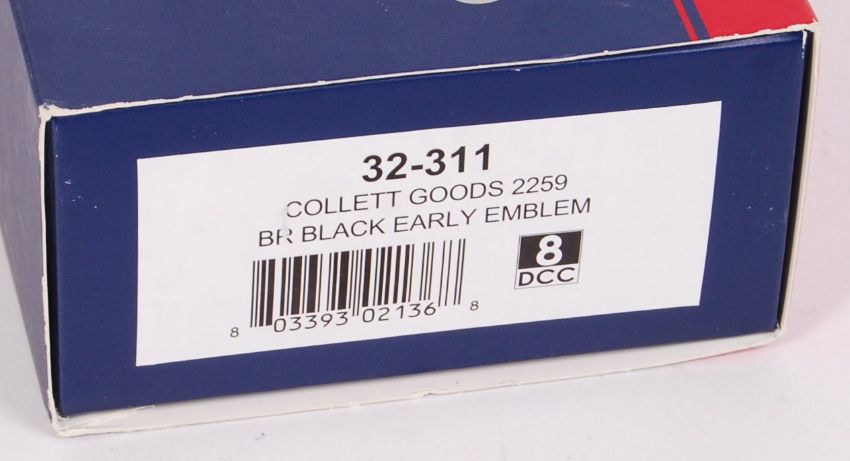 32-311
COLLETT GOODS 2259
BR BLACK EARLY EMBLEM
8
DCC
8 03393 02136 8